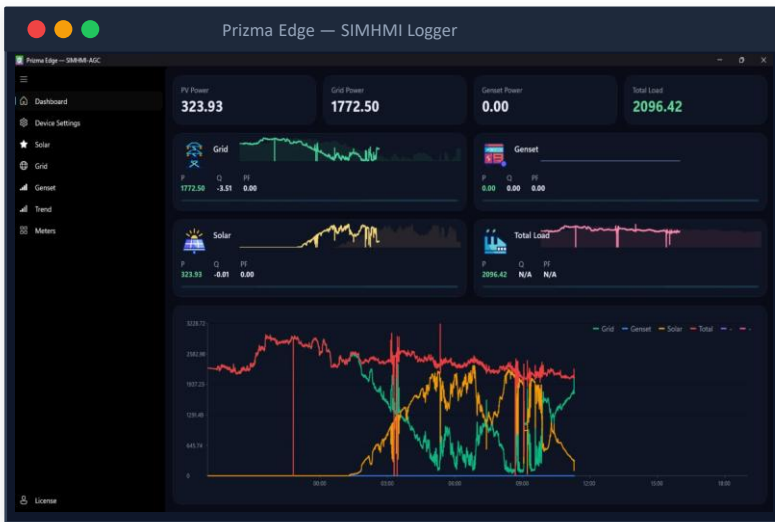 Prizma Edge — SIMHMI Logger
Prizma Edge — SIMHMI-AGC
Dashboard
Device Settings
Solar
Grid
Genset
Trend
Meters
License
PV Power
323.93
Grid Power
1772.50
Genset Power
0.00
Total Load
2096.42
Grid
P Q PF
1772.50 -3.51 0.00
Genset
P Q PF
0.00 0.00 0.00
Solar
P Q PF
323.93 -0.01 0.00
Total Load
P Q PF
2096.42 N/A N/A
Grid Genset Solar Total - -
3228.72
1937.23
1291.49
0
00:00 03:00 06:00 09:00 12:00 15:00 18:00